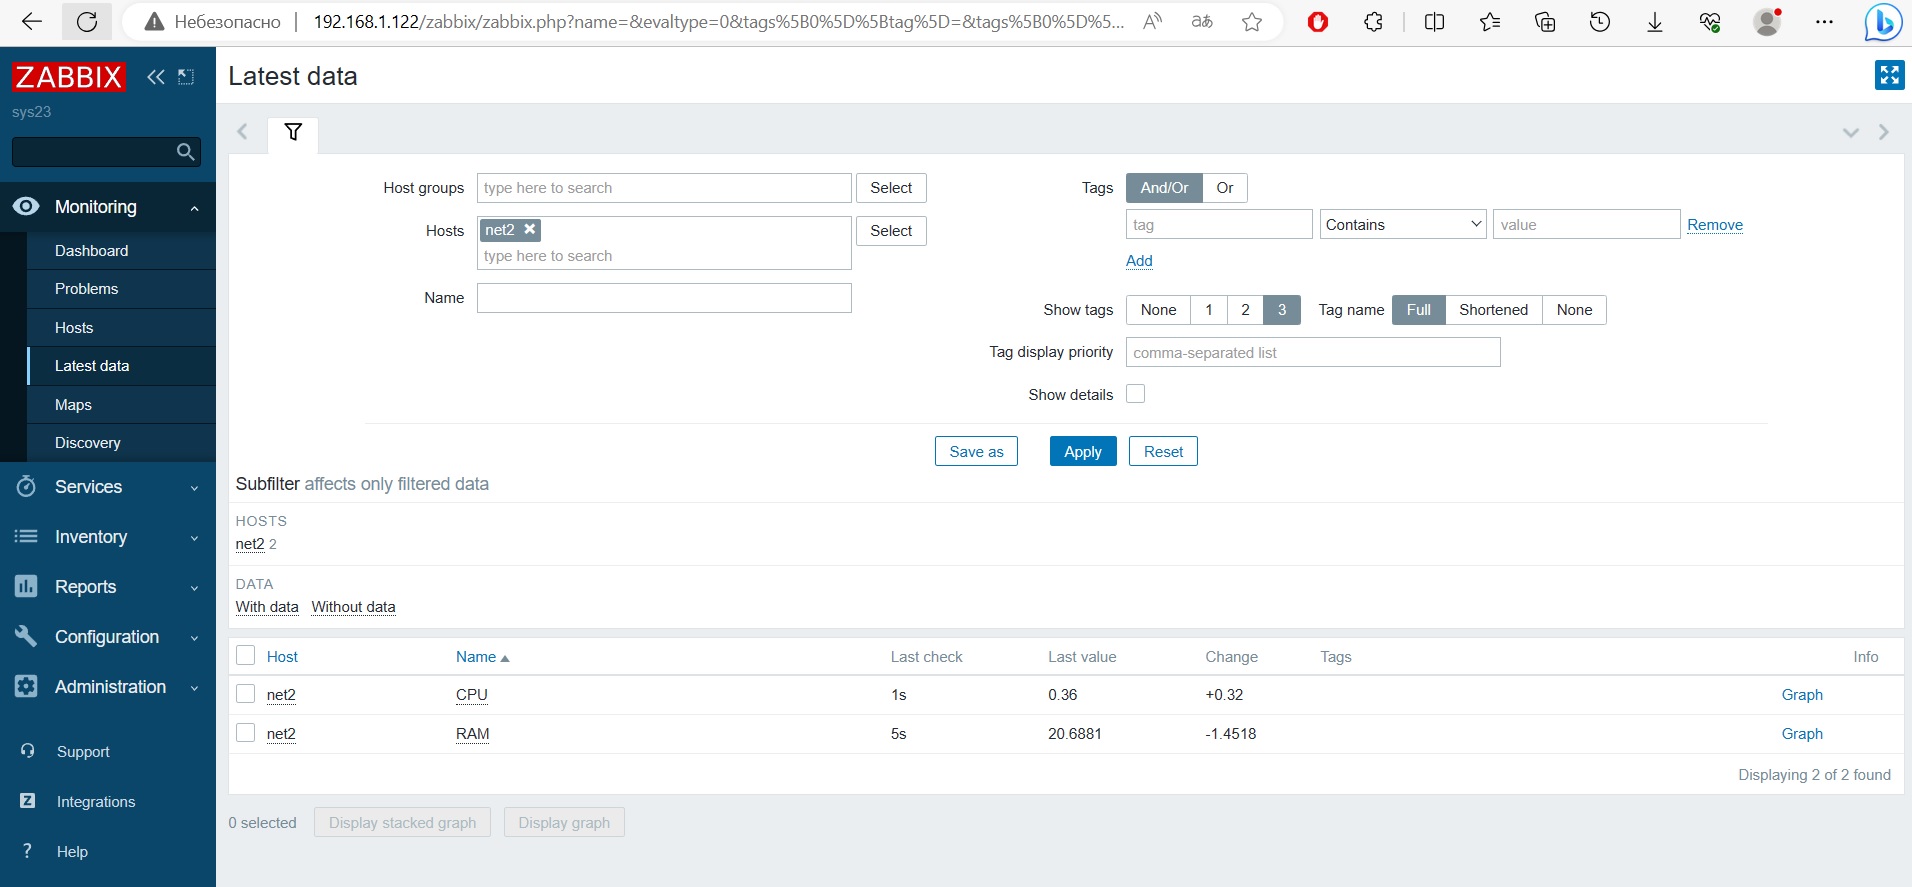 Небезопасно 192.168.1.122/zabbix/zabbix.php?name=&evaltype=0&tags%5B0%5D%5Btag%5D=&tags%5B0%5D%5...
ZABBIX
sys23
Monitoring
Dashboard
Problems
Hosts
Latest data
Maps
Discovery
Services
Inventory
Reports
Configuration
Administration
Support
Integrations
Help
Latest data
Host groups type here to search Select
Hosts net2 Select
type here to search
Name
Tags And/Or Or
tag Contains value Remove
Add
Show tags None 1 2 3 Tag name Full Shortened None
Tag display priority comma-separated list
Show details
Save as Apply Reset
Subfilter affects only filtered data
HOSTS
net2 2
DATA
With data Without data
Host Name Last check Last value Change Tags Info
net2 CPU 1s 0.36 +0.32 Graph
net2 RAM 5s 20.6881 -1.4518 Graph
Displaying 2 of 2 found
0 selected Display stacked graph Display graph